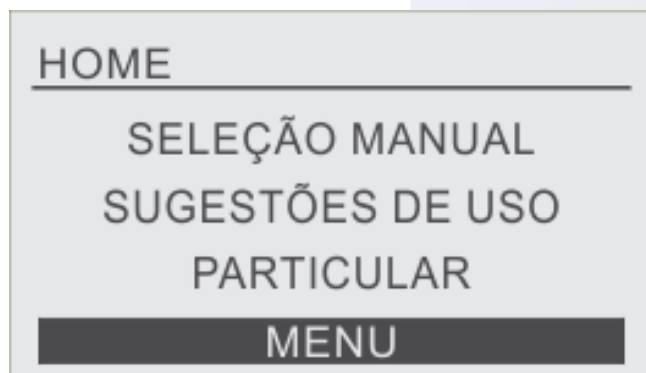 HOME
SELEÇÃO MANUAL
SUGESTÕES DE USO
PARTICULAR
MENU